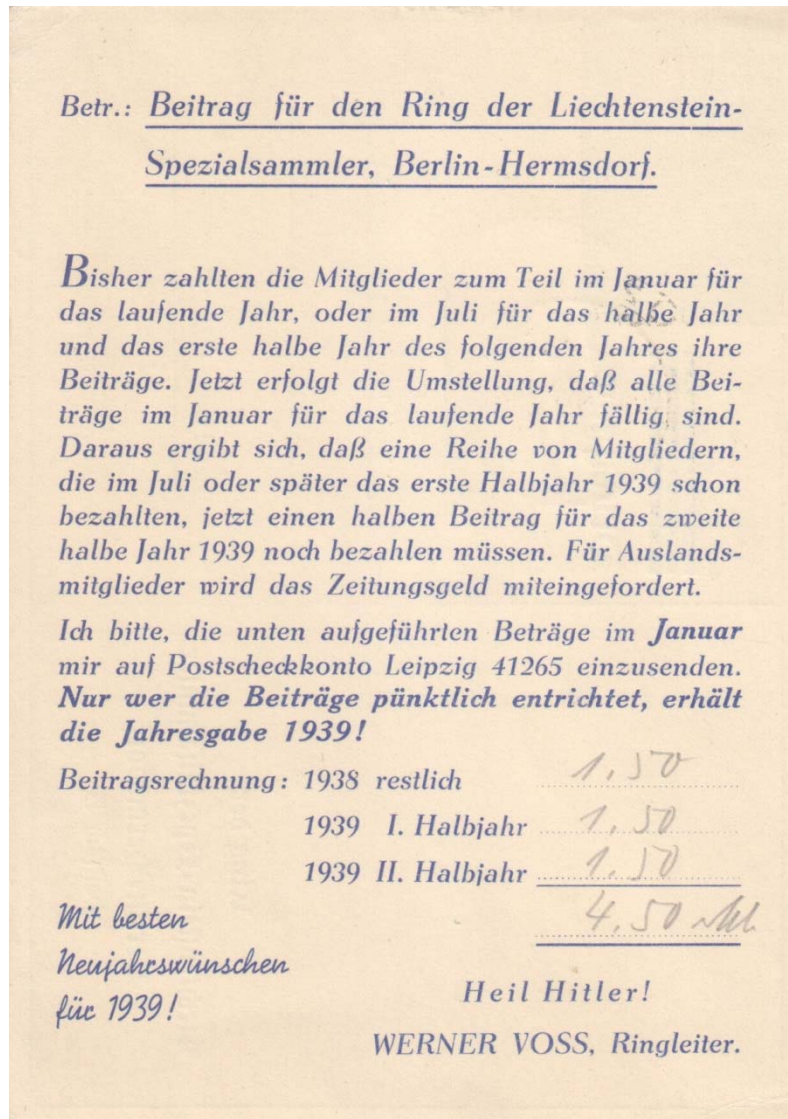 Betr.: Beitrag für den Ring der Liechtenstein-
Spezialsammler, Berlin-Hermsdorf.
Bisher zahlten die Mitglieder zum Teil im Januar für
das laufende Jahr, oder im Juli für das halbe Jahr
und das erste halbe Jahr des folgenden Jahres ihre
Beiträge. Jetzt erfolgt die Umstellung, daß alle Bei-
träge im Januar für das laufende Jahr fällig sind.
Daraus ergibt sich, daß eine Reihe von Mitgliedern,
die im Juli oder später das erste Halbjahr 1939 schon
bezahlten, jetzt einen halben Beitrag für das zweite
halbe Jahr 1939 noch bezahlen müssen. Für Auslands-
mitglieder wird das Zeitungsgeld miteingefordert.
Ich bitte, die unten aufgeführten Beträge im Januar
mir auf Postscheckkonto Leipzig 41265 einzusenden.
Nur wer die Beiträge pünktlich entrichtet, erhält
die Jahresgabe 1939!
Beitragsrechnung: 1938 restlich 1.50
1939 I. Halbjahr 1.50
1939 II. Halbjahr 1.50
4.50
Mit besten
Neujahrswünschen
für 1939!
Heil Hitler!
WERNER VOSS, Ringleiter.